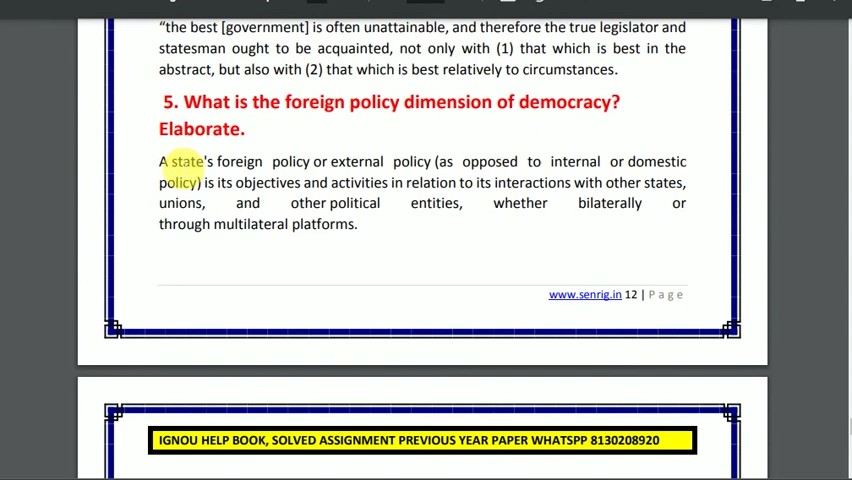 “the best [government] is often unattainable, and therefore the true legislator and
statesman ought to be acquainted, not only with (1) that which is best in the
abstract, but also with (2) that which is best relatively to circumstances.
5. What is the foreign policy dimension of democracy?
Elaborate.
A state's foreign policy or external policy (as opposed to internal or domestic
policy) is its objectives and activities in relation to its interactions with other states,
unions, and other political entities, whether bilaterally or
through multilateral platforms.
www.senrig.in 12 | P a g e
IGNOU HELP BOOK, SOLVED ASSIGNMENT PREVIOUS YEAR PAPER WHATSPP 8130208920